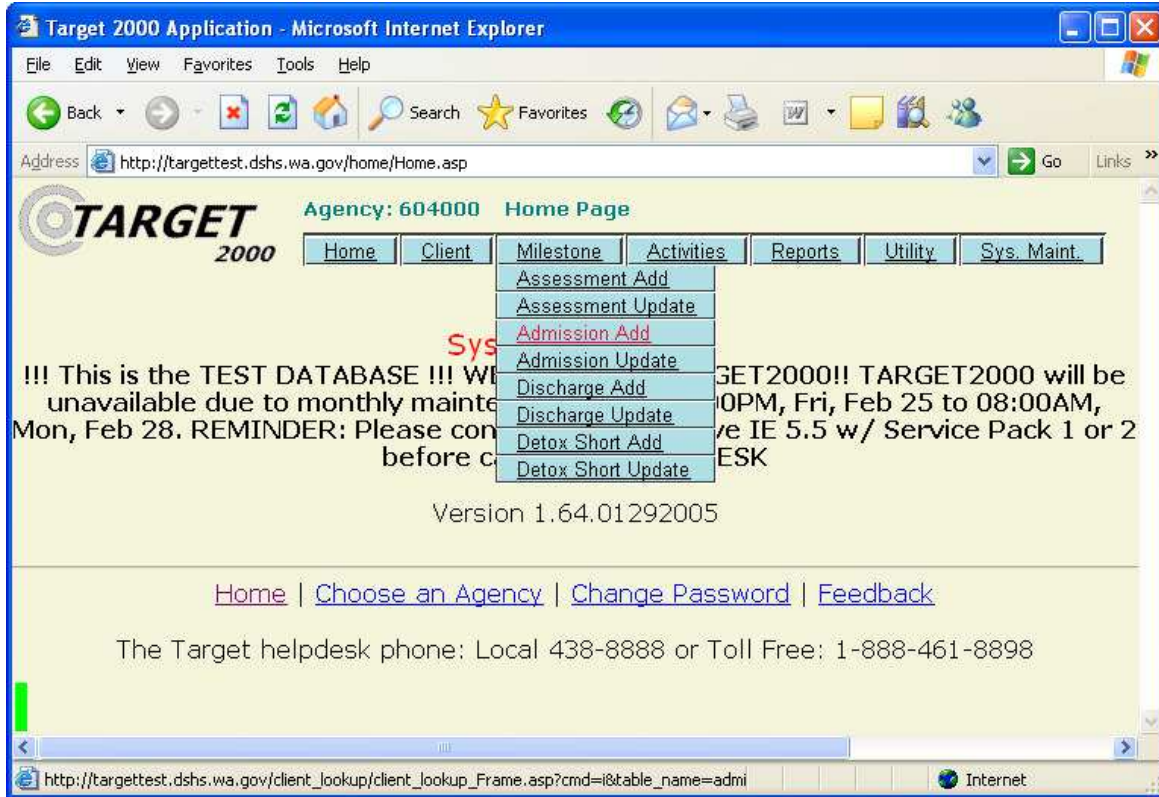 Target 2000 Application - Microsoft Internet Explorer
File Edit View Favorites Tools Help
Back Search Favorites
Address http://targettest.dshs.wa.gov/home/Home.asp Go Links »
TARGET 2000
Agency: 604000 Home Page
Home Client Milestone Activities Reports Utility Sys. Maint.
Assessment Add
Assessment Update
Admission Add
Admission Update
Discharge Add
Discharge Update
Detox Short Add
Detox Short Update
Sys
!!! This is the TEST DATABASE !!! GET2000!! TARGET2000 will be
unavailable due to monthly 0PM, Fri, Feb 25 to 08:00AM,
Mon, Feb 28. REMINDER: Please IE 5.5 w/ Service Pack 1 or 2
before ESK
Version 1.64.01292005
Home | Choose an Agency | Change Password | Feedback
The Target helpdesk phone: Local 438-8888 or Toll Free: 1-888-461-8898
http://targettest.dshs.wa.gov/client_lookup/client_lookup_Frame.asp?cmd=i&table_name=admi Internet